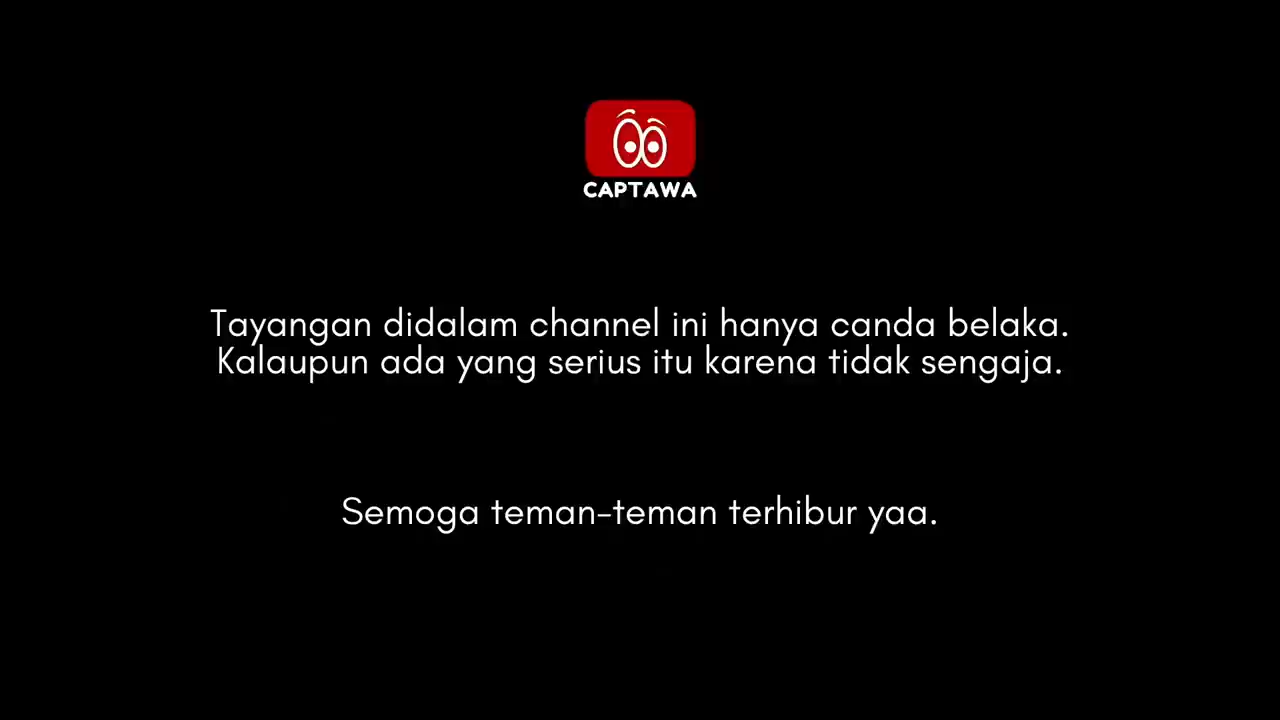 CAPTAWA
Tayangan didalam channel ini hanya canda belaka.
Kalaupun ada yang serius itu karena tidak sengaja.
Semoga teman-teman terhibur yaa.